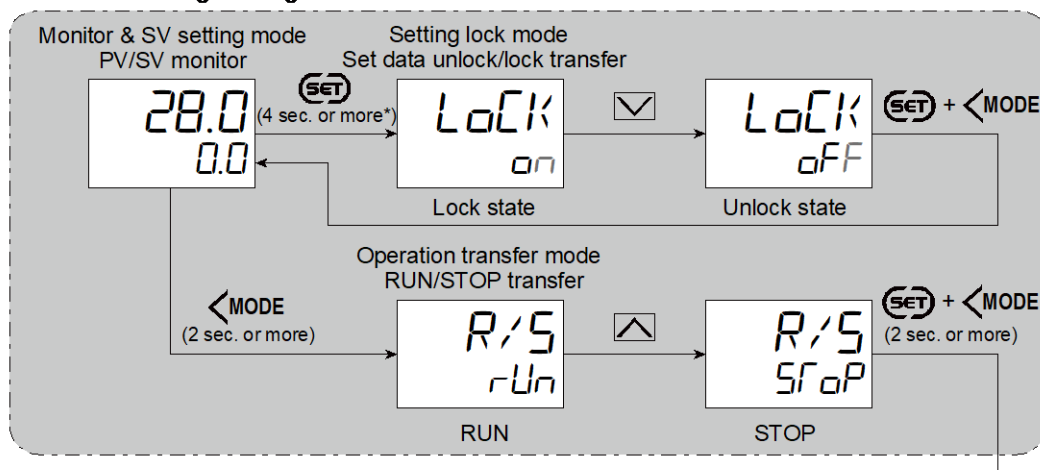 Monitor & SV setting mode
PV/SV monitor
Setting lock mode
Set data unlock/lock transfer
28.0
0.0
SET
(4 sec. or more*)
LoCK
on
LoCK
oFF
SET + <MODE
Lock state
Unlock state
Operation transfer mode
RUN/STOP transfer
<MODE
(2 sec. or more)
R/S
rUn
R/S
SToP
SET + <MODE
(2 sec. or more)
RUN
STOP